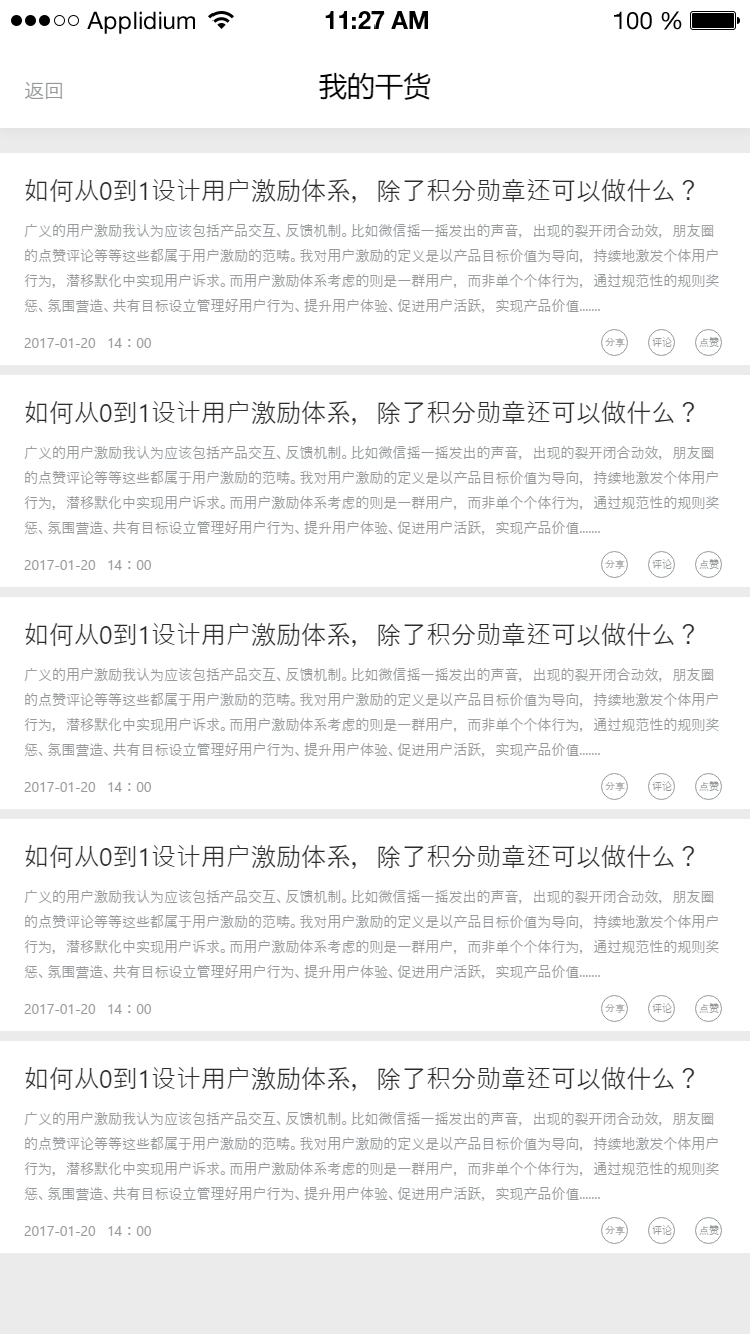 Applidium 11:27 AM 100 %
返回 我的干货
如何从0到1设计用户激励体系，除了积分勋章还可以做什么？
广义的用户激励我认为应该包括产品交互、反馈机制。比如微信摇一摇发出的声音，出现的裂开闭合动效，朋友圈
的点赞评论等等这些都属于用户激励的范畴。我对用户激励的定义是以产品目标价值为导向，持续地激发个体用户
行为，潜移默化中实现用户诉求。而用户激励体系考虑的则是一群用户，而非单个个体行为，通过规范性的规则奖
惩、氛围营造、共有目标设立管理好用户行为、提升用户体验、促进用户活跃，实现产品价值.......
2017-01-20 14：00 分享 评论 点赞
如何从0到1设计用户激励体系，除了积分勋章还可以做什么？
广义的用户激励我认为应该包括产品交互、反馈机制。比如微信摇一摇发出的声音，出现的裂开闭合动效，朋友圈
的点赞评论等等这些都属于用户激励的范畴。我对用户激励的定义是以产品目标价值为导向，持续地激发个体用户
行为，潜移默化中实现用户诉求。而用户激励体系考虑的则是一群用户，而非单个个体行为，通过规范性的规则奖
惩、氛围营造、共有目标设立管理好用户行为、提升用户体验、促进用户活跃，实现产品价值.......
2017-01-20 14：00 分享 评论 点赞
如何从0到1设计用户激励体系，除了积分勋章还可以做什么？
广义的用户激励我认为应该包括产品交互、反馈机制。比如微信摇一摇发出的声音，出现的裂开闭合动效，朋友圈
的点赞评论等等这些都属于用户激励的范畴。我对用户激励的定义是以产品目标价值为导向，持续地激发个体用户
行为，潜移默化中实现用户诉求。而用户激励体系考虑的则是一群用户，而非单个个体行为，通过规范性的规则奖
惩、氛围营造、共有目标设立管理好用户行为、提升用户体验、促进用户活跃，实现产品价值.......
2017-01-20 14：00 分享 评论 点赞
如何从0到1设计用户激励体系，除了积分勋章还可以做什么？
广义的用户激励我认为应该包括产品交互、反馈机制。比如微信摇一摇发出的声音，出现的裂开闭合动效，朋友圈
的点赞评论等等这些都属于用户激励的范畴。我对用户激励的定义是以产品目标价值为导向，持续地激发个体用户
行为，潜移默化中实现用户诉求。而用户激励体系考虑的则是一群用户，而非单个个体行为，通过规范性的规则奖
惩、氛围营造、共有目标设立管理好用户行为、提升用户体验、促进用户活跃，实现产品价值.......
2017-01-20 14：00 分享 评论 点赞
如何从0到1设计用户激励体系，除了积分勋章还可以做什么？
广义的用户激励我认为应该包括产品交互、反馈机制。比如微信摇一摇发出的声音，出现的裂开闭合动效，朋友圈
的点赞评论等等这些都属于用户激励的范畴。我对用户激励的定义是以产品目标价值为导向，持续地激发个体用户
行为，潜移默化中实现用户诉求。而用户激励体系考虑的则是一群用户，而非单个个体行为，通过规范性的规则奖
惩、氛围营造、共有目标设立管理好用户行为、提升用户体验、促进用户活跃，实现产品价值.......
2017-01-20 14：00 分享 评论 点赞